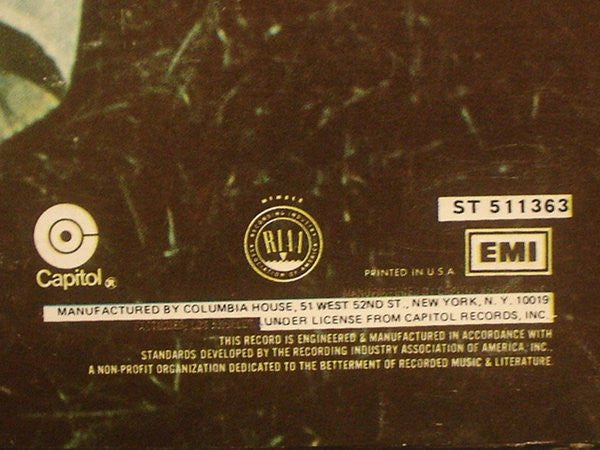 ST 511363
Capitol®
MEMBER
RECORDING INDUSTRY
RIAA
ASSOCIATION OF AMERICA
PRINTED IN U.S.A.
EMI
MANUFACTURED BY COLUMBIA HOUSE, 51 WEST 52ND ST., NEW YORK, N. Y. 10019
UNDER LICENSE FROM CAPITOL RECORDS, INC.
THIS RECORD IS ENGINEERED & MANUFACTURED IN ACCORDANCE WITH
STANDARDS DEVELOPED BY THE RECORDING INDUSTRY ASSOCIATION OF AMERICA, INC.
A NON-PROFIT ORGANIZATION DEDICATED TO THE BETTERMENT OF RECORDED MUSIC & LITERATURE.